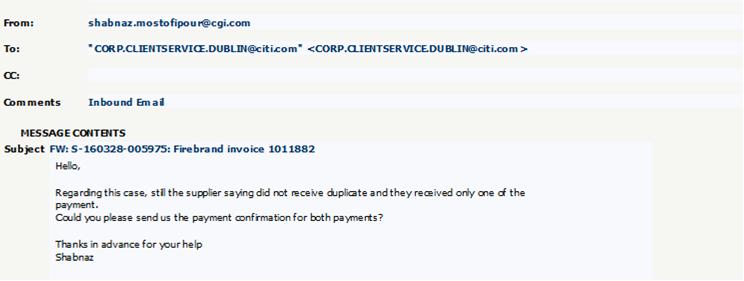 From: shabnaz.mostofipour@cgi.com
To: "CORP.CLIENTSERVICE.DUBLIN@citi.com" <CORP.CLIENTSERVICE.DUBLIN@citi.com>
CC:
Comments Inbound Email
MESSAGE CONTENTS
Subject FW: S-160328-005975: Firebrand invoice 1011882
Hello,
Regarding this case, still the supplier saying did not receive duplicate and they received only one of the
payment.
Could you please send us the payment confirmation for both payments?
Thanks in advance for your help
Shabnaz